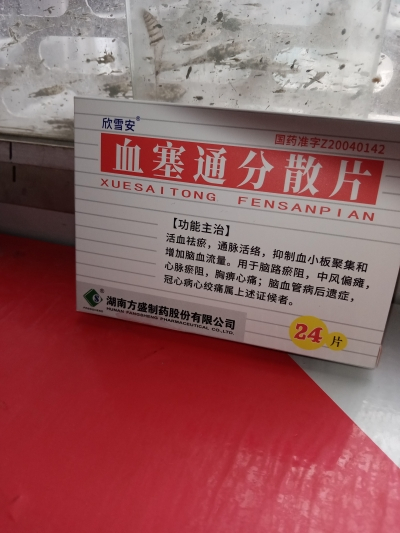 欣雪安®
国药准字Z20040142
血塞通分散片
XUESAITONG FENSANPIAN
【功能主治】
活血祛瘀，通脉活络，抑制血小板聚集和
增加脑血流量。用于脑路瘀阻，中风偏瘫，
心脉瘀阻，胸痹心痛；脑血管病后遗症，
冠心病心绞痛属上述证候者。
湖南方盛制药股份有限公司
HUNAN FANGSHENG PHARMACEUTICAL CO.,LTD.
24片